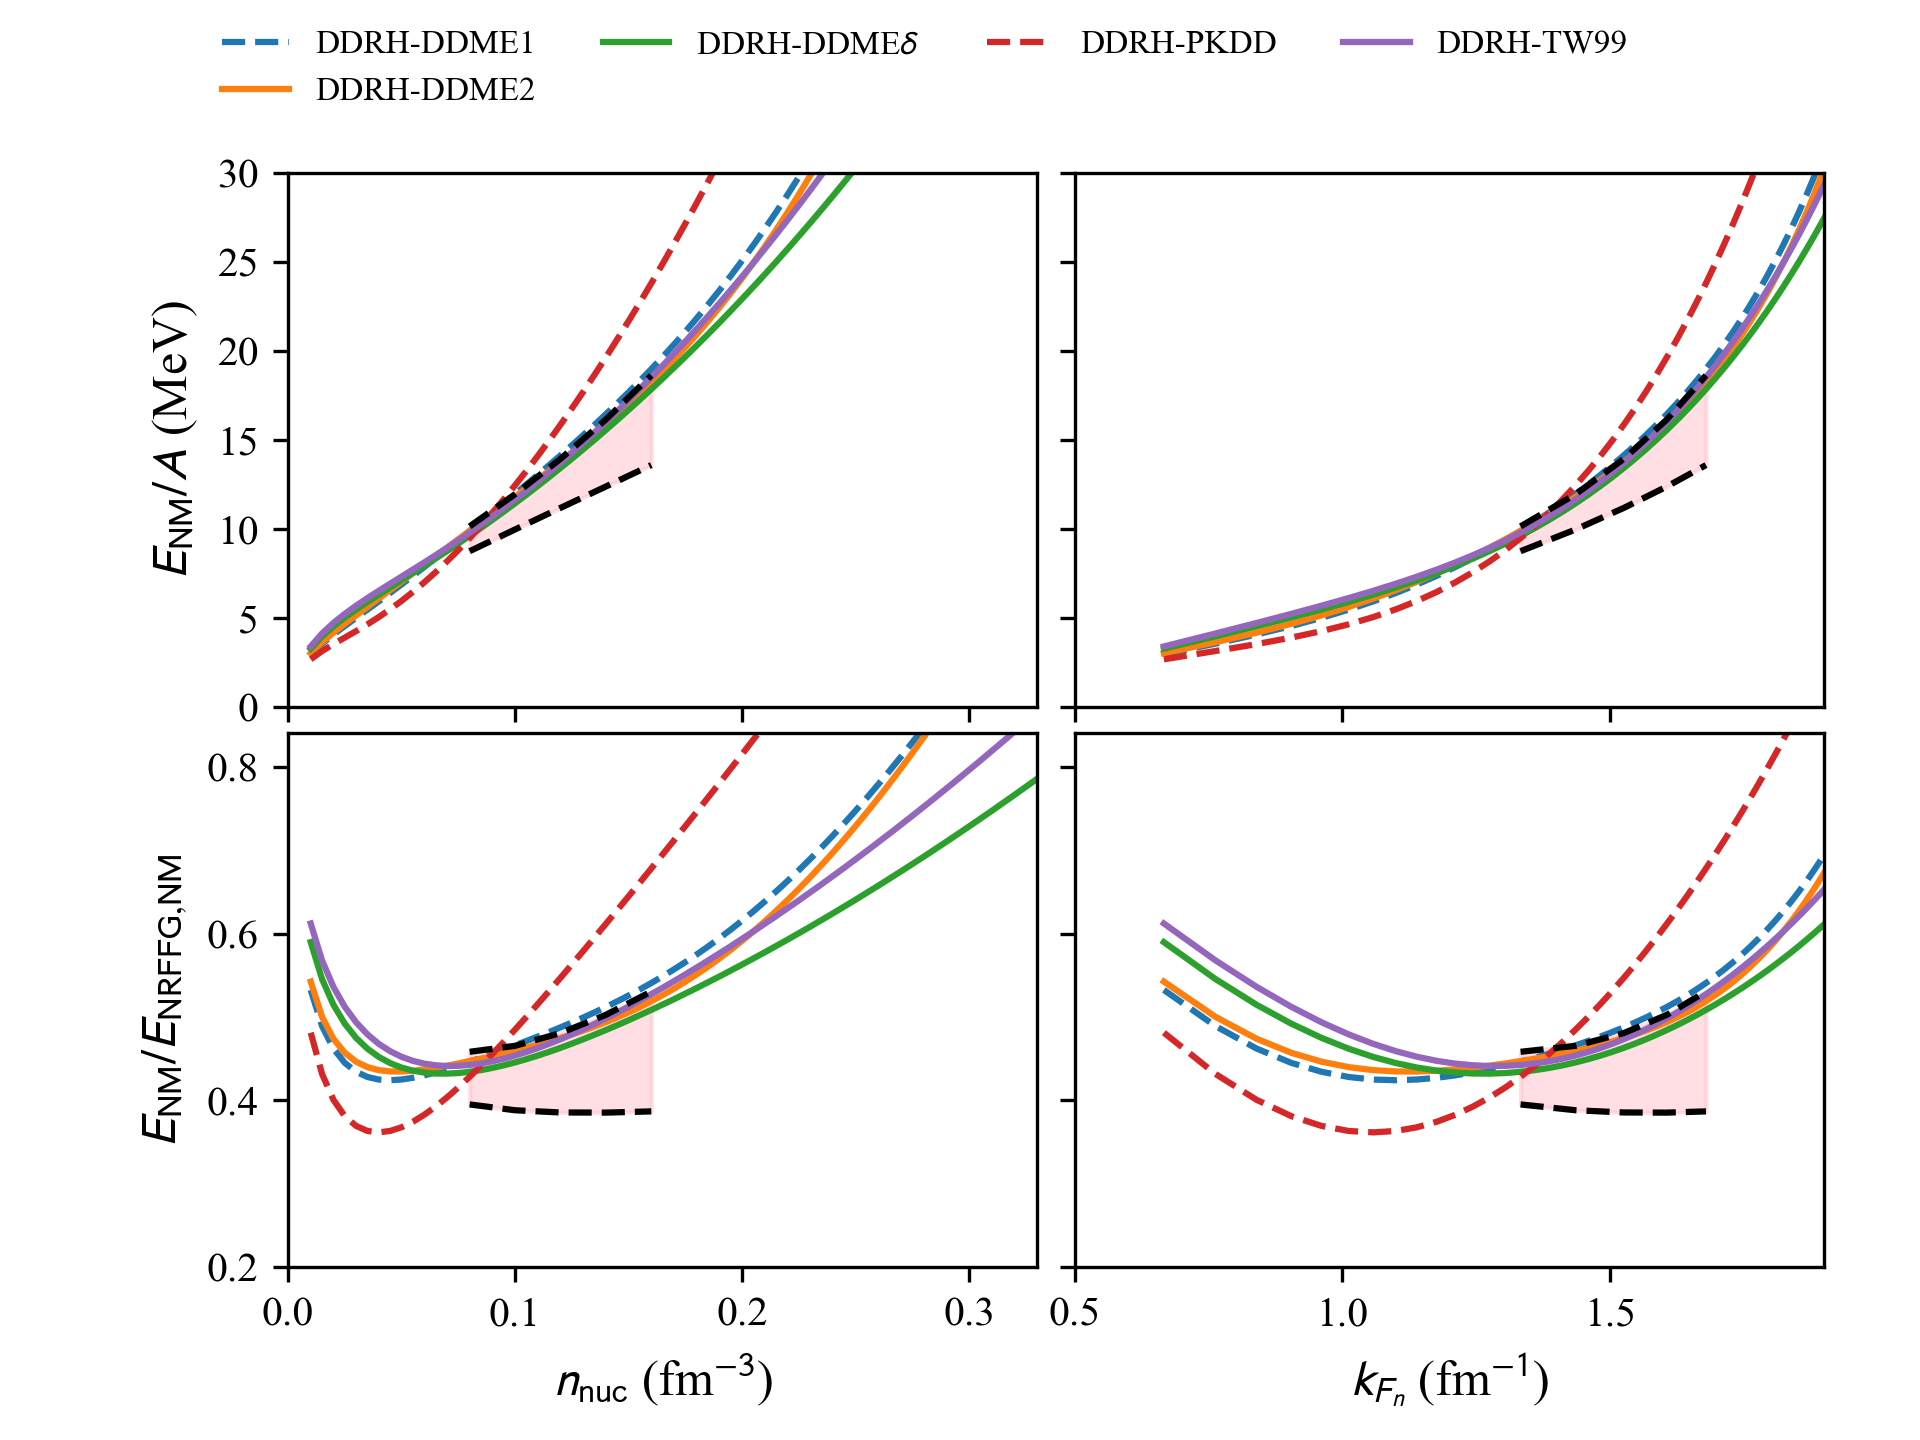 DDRH-DDME1 DDRH-DDMEδ DDRH-PKDD DDRH-TW99
DDRH-DDME2
30
25
20
15
10
5
0
E_NM/A (MeV)
0.8
0.6
0.4
0.2
E_NM/E_NRFFG,NM
0.0 0.1 0.2 0.3 0.5 1.0 1.5
n_nuc (fm⁻³) k_{F_n} (fm⁻¹)